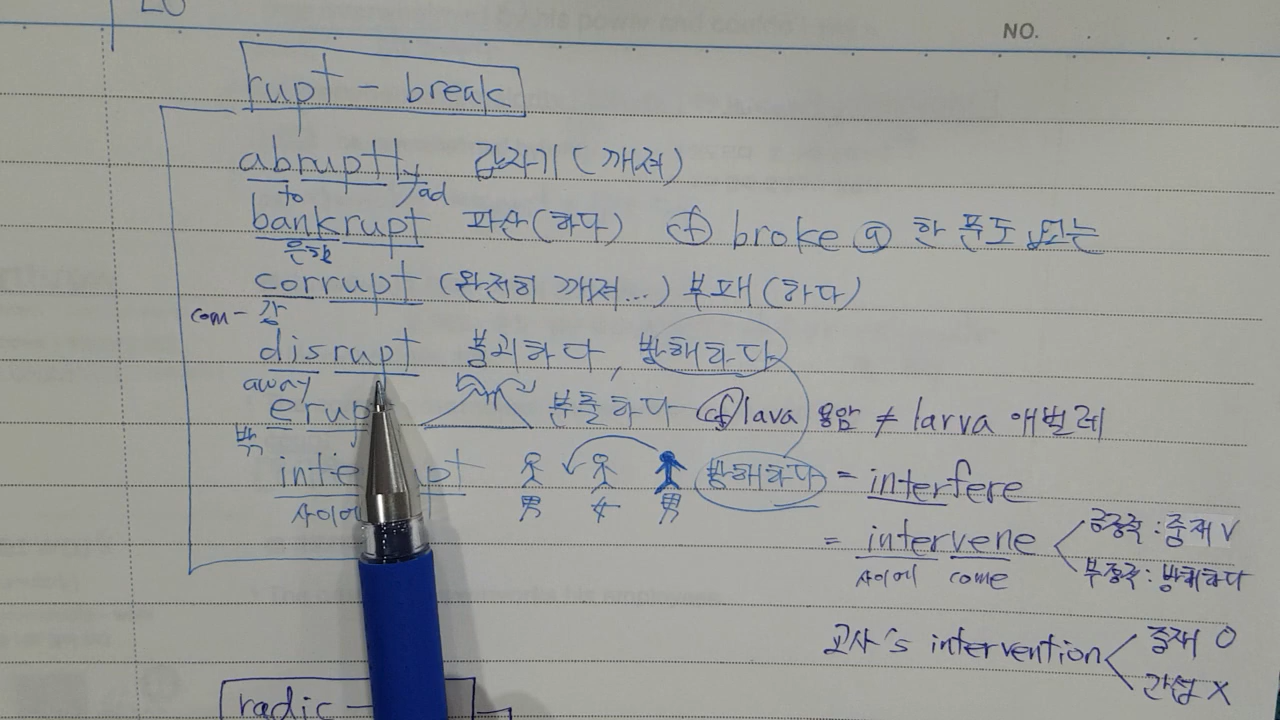 NO.
rupt - break
abruptly 갑자기 (깨져)
to ad
bankrupt 파산(하다) cf broke ⓐ 한 푼도 없는
은행
corrupt (완전히 깨져...) 부패(하다)
com - 강
disrupt 붕괴하다, 방해하다
away
erup 분출하다 cf lava 용암 ≠ larva 애벌레
밖
inte upt 방해하다 = interfere
사이에 男 女 男
= intervene 긍정적 : 중재 V
사이에 come 부정적 : 방해하다
교사's intervention 중재 O
간섭 X
radic -